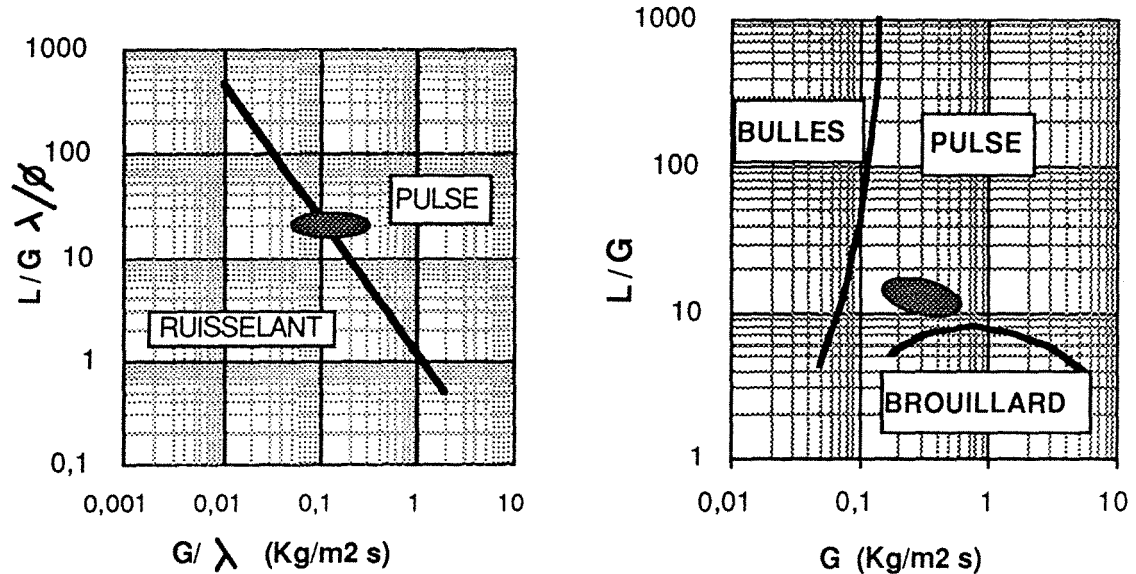 1000
100
10
1
0,1
L/G λ/ø
PULSE
RUISSELANT
0,001
0,01
0,1
1
10
G/ λ (Kg/m2 s)
1000
100
10
1
L/G
BULLES
PULSE
BROUILLARD
0,01
0,1
1
10
G (Kg/m2 s)